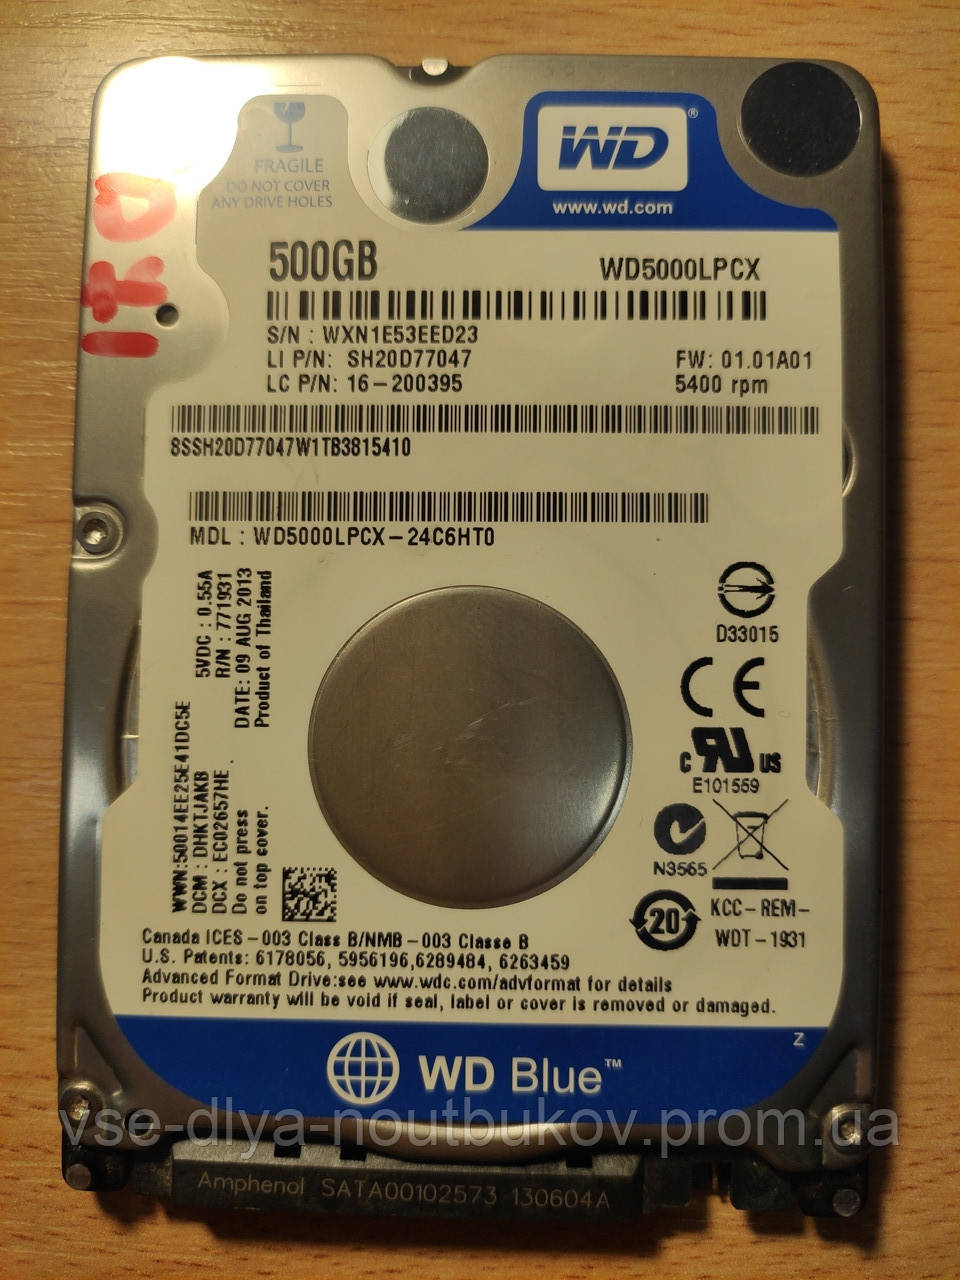 FRAGILE
DO NOT COVER
ANY DRIVE HOLES
WD®
www.wd.com
500GB
WD5000LPCX
S/N : WXN1E53EED23
LI P/N: SH20D77047
FW: 01.01A01
LC P/N: 16-200395
5400 rpm
8SSH20D77047W1TB3815410
MDL : WD5000LPCX-24C6HT0
5VDC : 0.55A
R/N : 771931
DATE: 09 AUG 2013
Product of Thailand
WWN:50014EE25E41DC5E
DCM : DHKTJAKB
DCX : EC02657HE
Do not press
on top cover.
D33015
CE
c RU us
E101559
N3565
20
KCC-REM-
WDT-1931
Canada ICES-003 Class B/NMB-003 Classe B
U.S. Patents: 6178056, 5956196,6289484, 6263459
Advanced Format Drive:see www.wdc.com/advformat for details
Product warranty will be void if seal, label or cover is removed or damaged.
Z
WD Blue™
vse-dlya-noutbukov.prom.ua
Amphenol SATA00102573 130604A